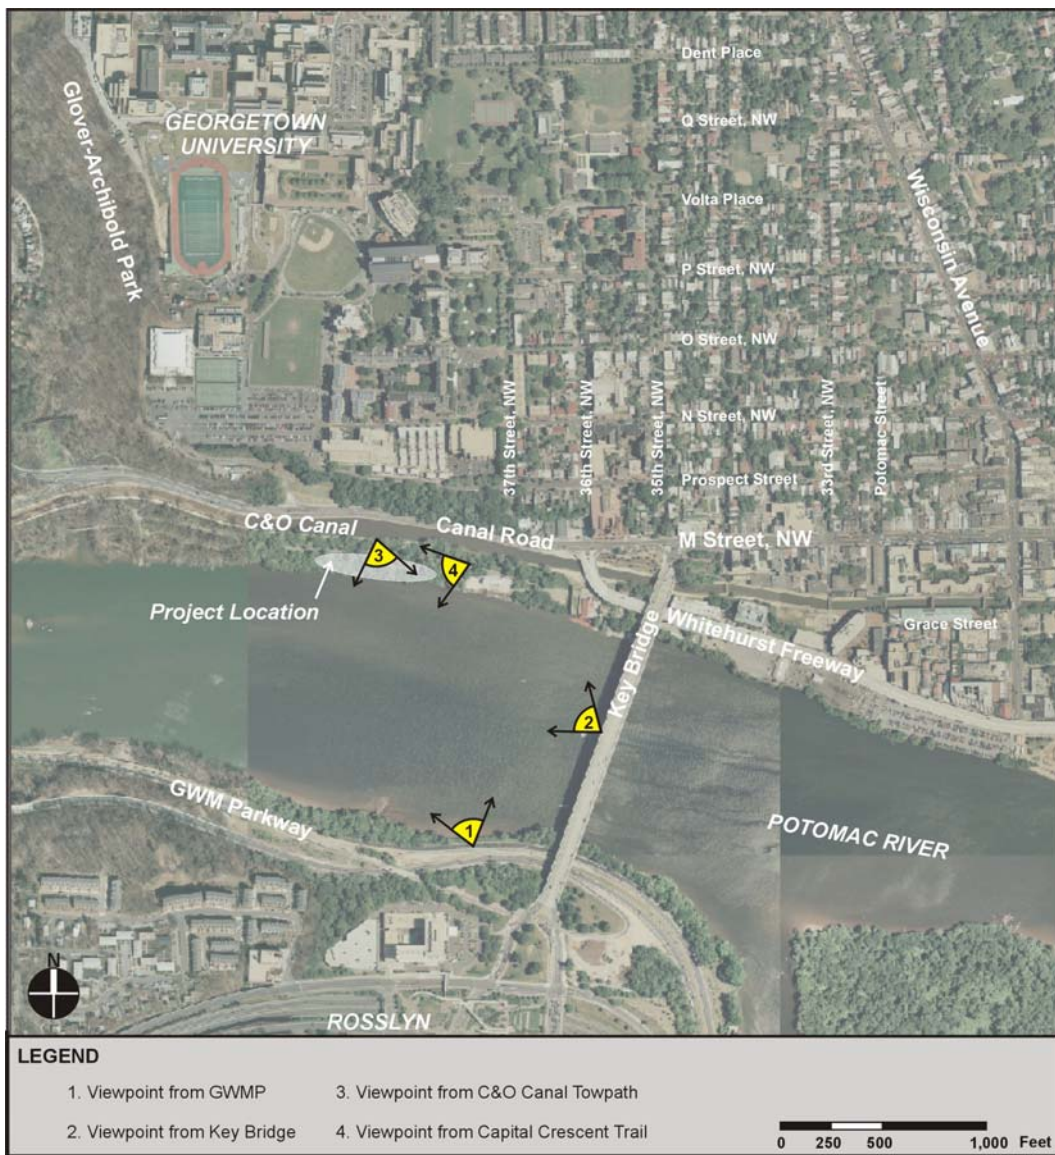 Dent Place
Glover-Archibold Park
GEORGETOWN
UNIVERSITY
Q Street, NW
Wisconsin Avenue
Volta Place
P Street, NW
O Street, NW
37th Street, NW
36th Street, NW
35th Street, NW
N Street, NW
33rd Street, NW
Potomac Street
Prospect Street
C&O Canal
Canal Road
M Street, NW
3
4
Project Location
Grace Street
Whitehurst Freeway
Key Bridge
2
GWM Parkway
1
POTOMAC RIVER
N
ROSSLYN
LEGEND
1. Viewpoint from GWMP
3. Viewpoint from C&O Canal Towpath
2. Viewpoint from Key Bridge
4. Viewpoint from Capital Crescent Trail
0 250 500 1,000 Feet